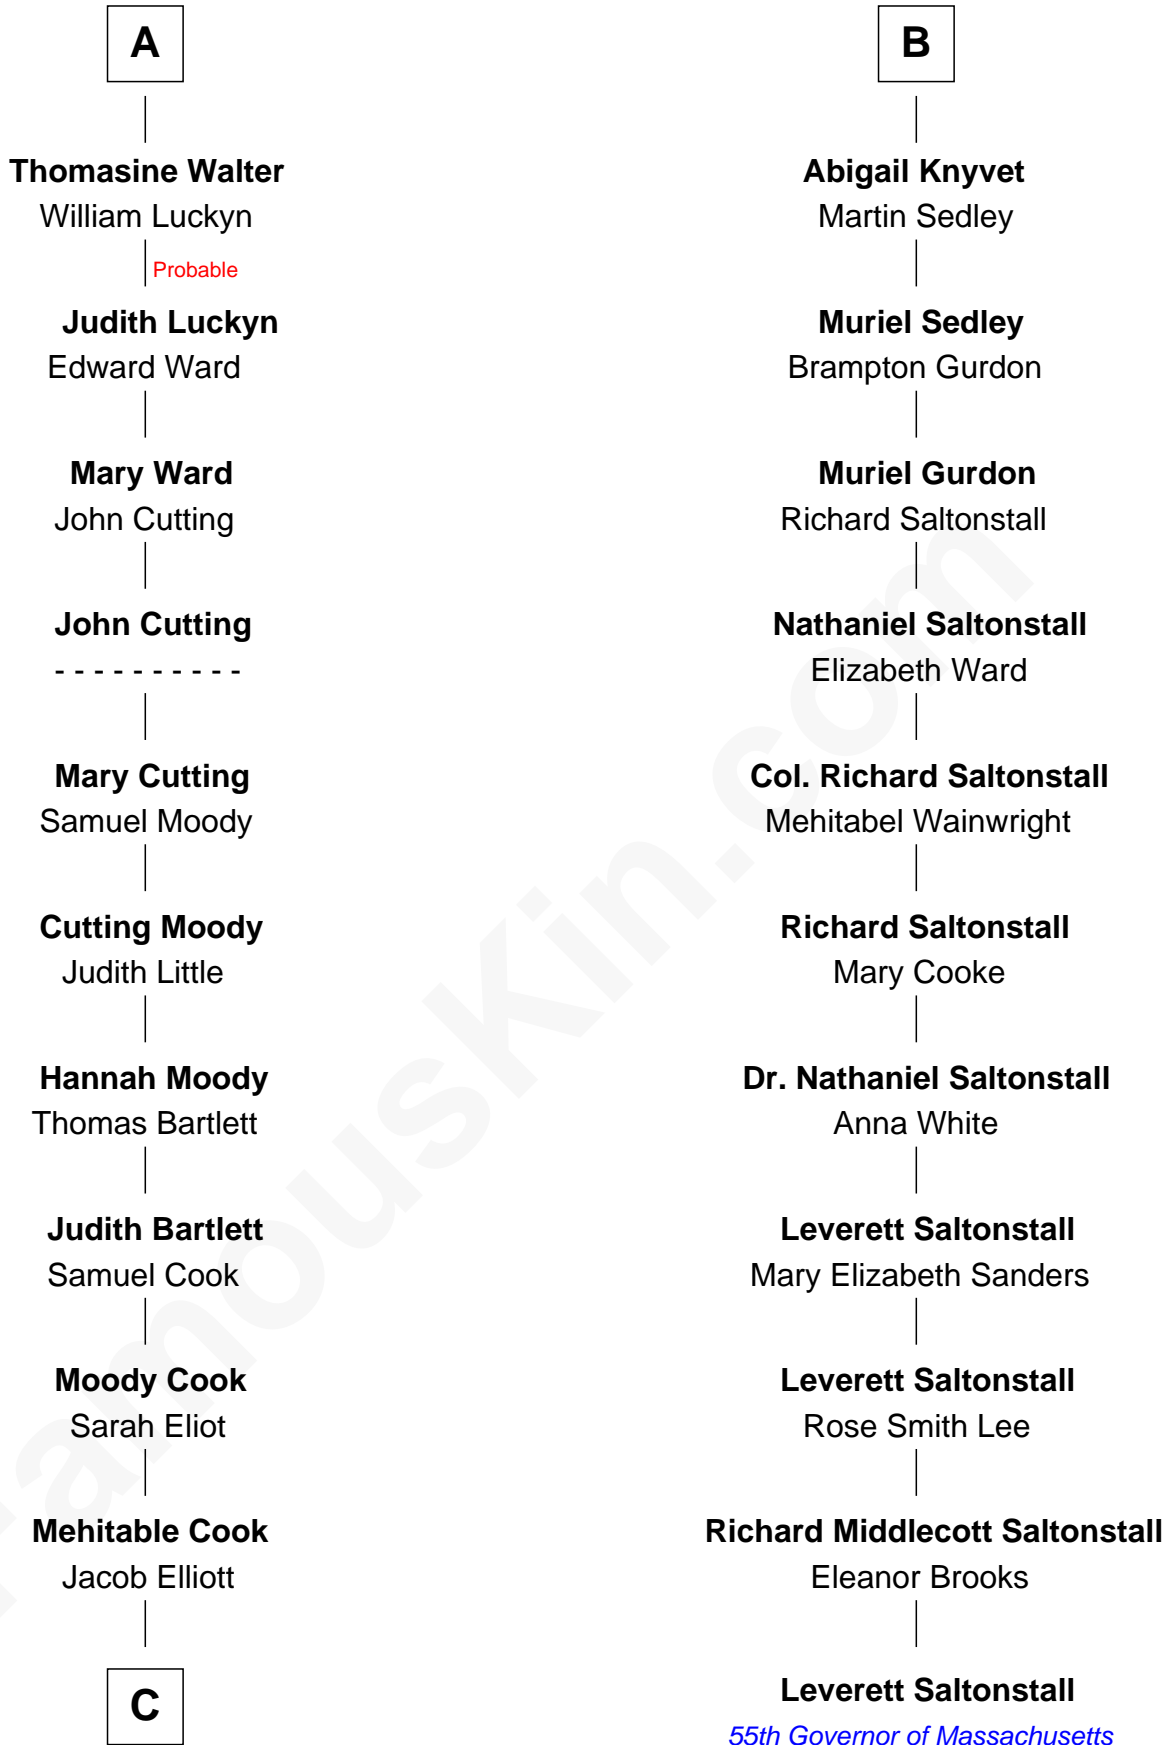 A
Thomasine Walter
William Luckyn
Probable
Judith Luckyn
Edward Ward
Mary Ward
John Cutting
John Cutting
- - - - - - - - - -
Mary Cutting
Samuel Moody
Cutting Moody
Judith Little
Hannah Moody
Thomas Bartlett
Judith Bartlett
Samuel Cook
Moody Cook
Sarah Eliot
Mehitable Cook
Jacob Elliott
C
B
Abigail Knyvet
Martin Sedley
Muriel Sedley
Brampton Gurdon
Muriel Gurdon
Richard Saltonstall
Nathaniel Saltonstall
Elizabeth Ward
Col. Richard Saltonstall
Mehitabel Wainwright
Richard Saltonstall
Mary Cooke
Dr. Nathaniel Saltonstall
Anna White
Leverett Saltonstall
Mary Elizabeth Sanders
Leverett Saltonstall
Rose Smith Lee
Richard Middlecott Saltonstall
Eleanor Brooks
Leverett Saltonstall
55th Governor of Massachusetts
FamousKin.com